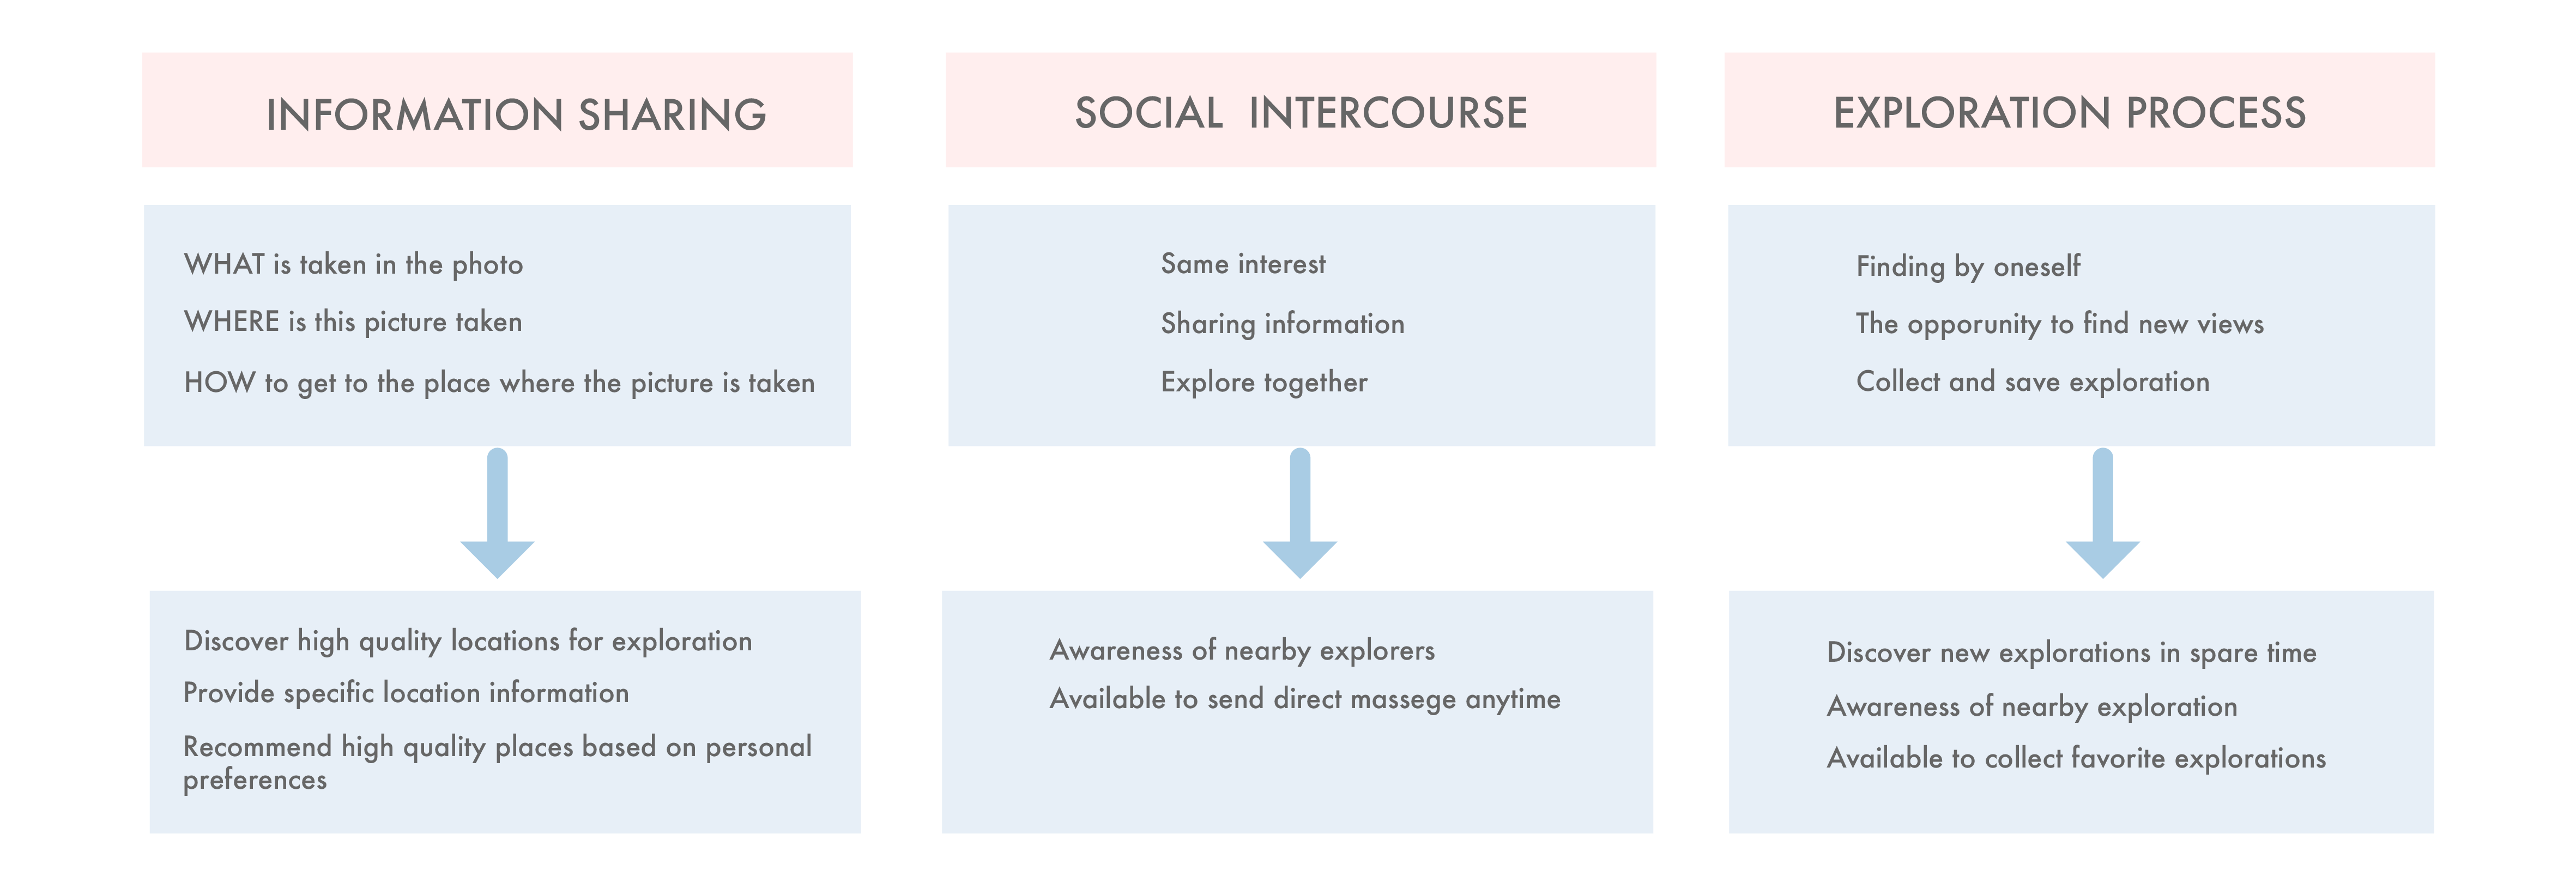 INFORMATION SHARING
WHAT is taken in the photo
WHERE is this picture taken
HOW to get to the place where the picture is taken
Discover high quality locations for exploration
Provide specific location information
Recommend high quality places based on personal
preferences
SOCIAL INTERCOURSE
Same interest
Sharing information
Explore together
Awareness of nearby explorers
Available to send direct massege anytime
EXPLORATION PROCESS
Finding by oneself
The opporunity to find new views
Collect and save exploration
Discover new explorations in spare time
Awareness of nearby exploration
Available to collect favorite explorations